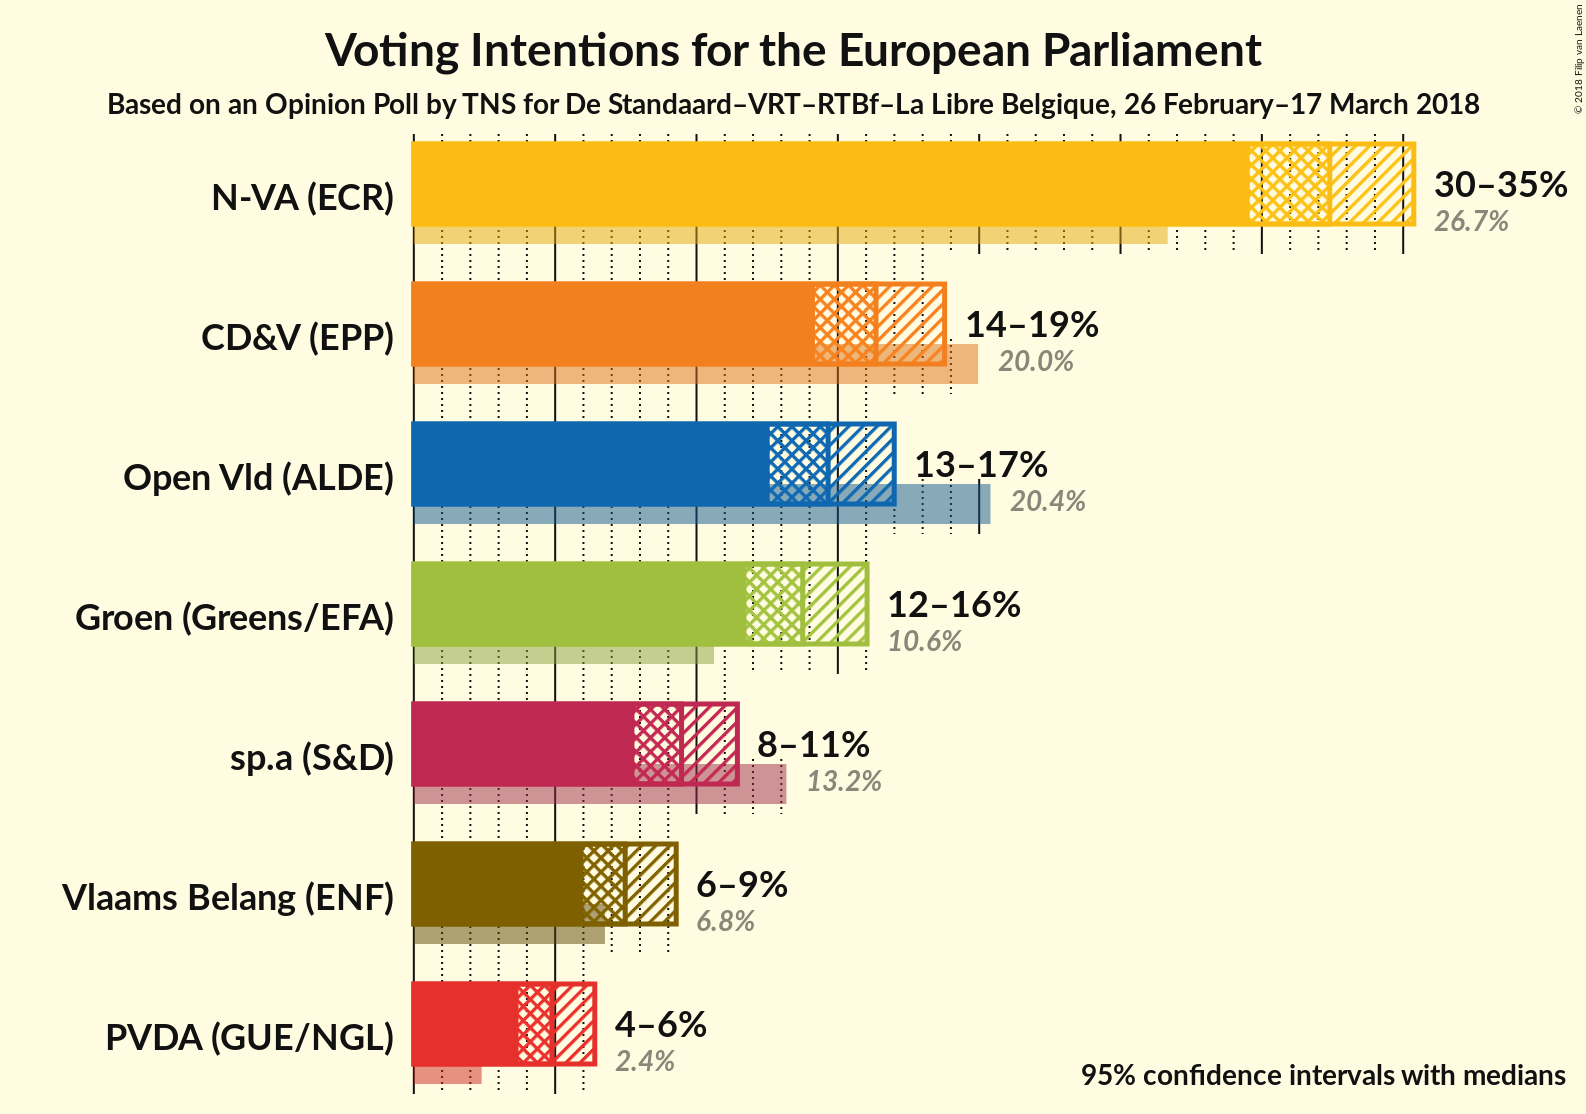 Voting Intentions for the European Parliament
Based on an Opinion Poll by TNS for De Standaard–VRT–RTBf–La Libre Belgique, 26 February–17 March 2018
© 2018 Filip van Laenen
N-VA (ECR)
30–35%
26.7%
CD&V (EPP)
14–19%
20.0%
Open Vld (ALDE)
13–17%
20.4%
Groen (Greens/EFA)
12–16%
10.6%
sp.a (S&D)
8–11%
13.2%
Vlaams Belang (ENF)
6–9%
6.8%
PVDA (GUE/NGL)
4–6%
2.4%
95% confidence intervals with medians